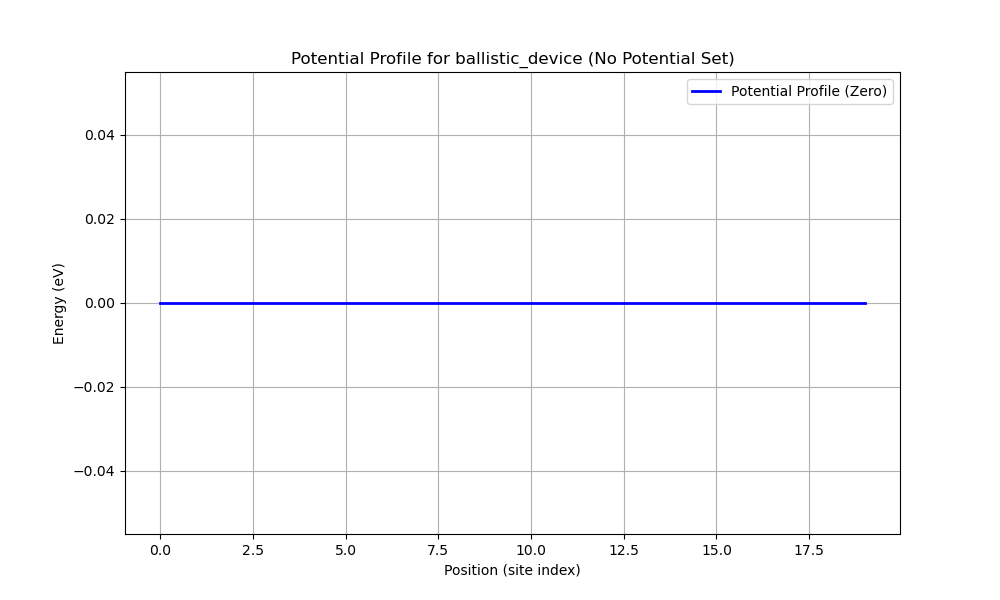 Potential Profile for ballistic_device (No Potential Set)
Potential Profile (Zero)
0.04
0.02
0.00
−0.02
−0.04
Energy (eV)
0.0 2.5 5.0 7.5 10.0 12.5 15.0 17.5
Position (site index)